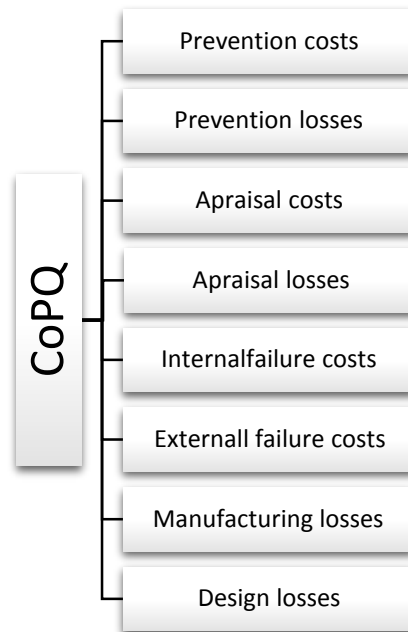 CoPQ
Prevention costs
Prevention losses
Apraisal costs
Apraisal losses
Internalfailure costs
Externall failure costs
Manufacturing losses
Design losses